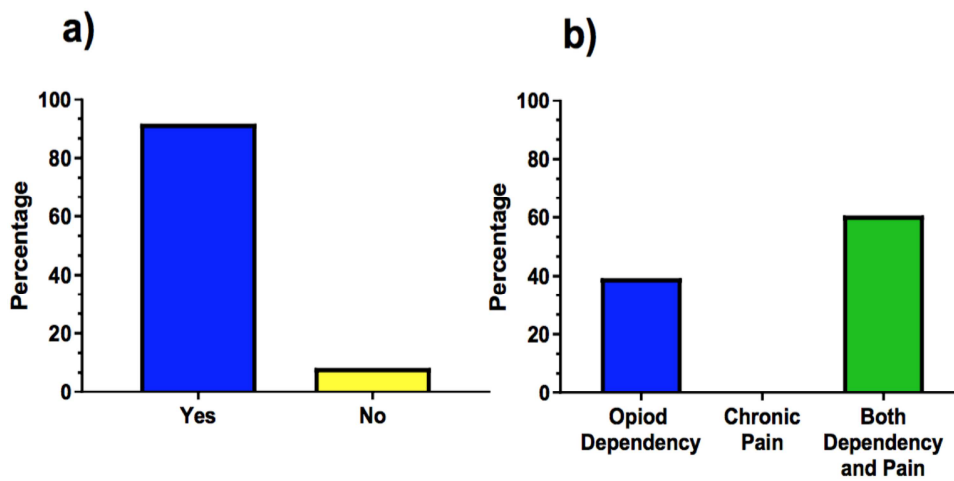 a)
Percentage
100
80
60
40
20
0
Yes
No
b)
Percentage
100
80
60
40
20
0
Opiod
Dependency
Chronic
Pain
Both
Dependency
and Pain